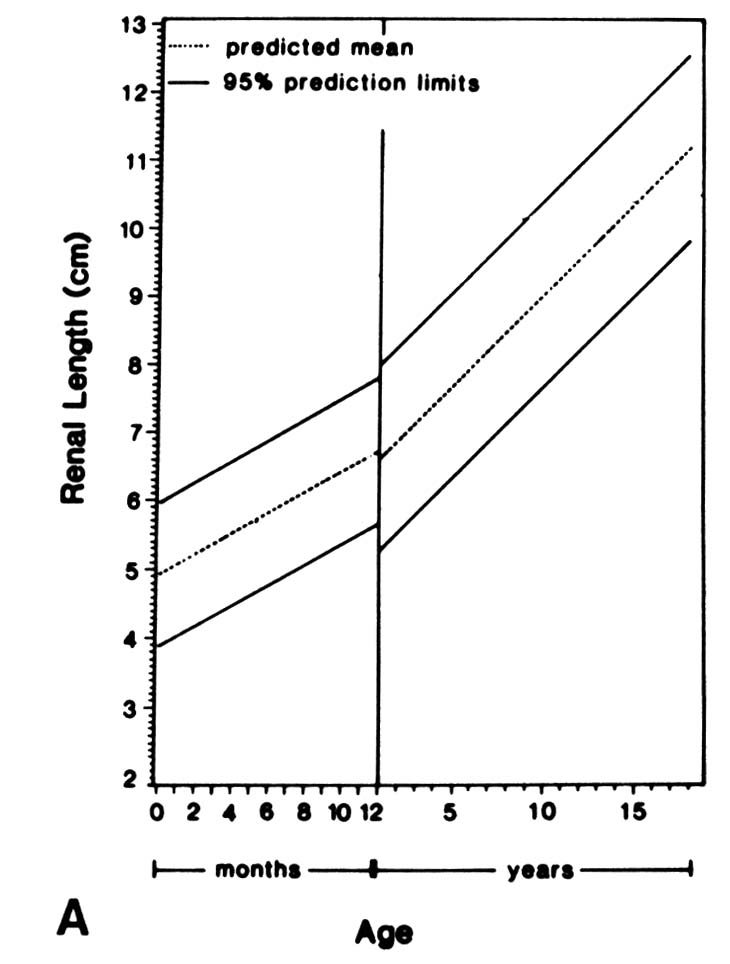 predicted mean
95% prediction limits
13
12
11
10
9
8
7
6
5
4
3
2
Renal Length (cm)
0 2 4 6 8 10 12 5 10 15
months years
A Age